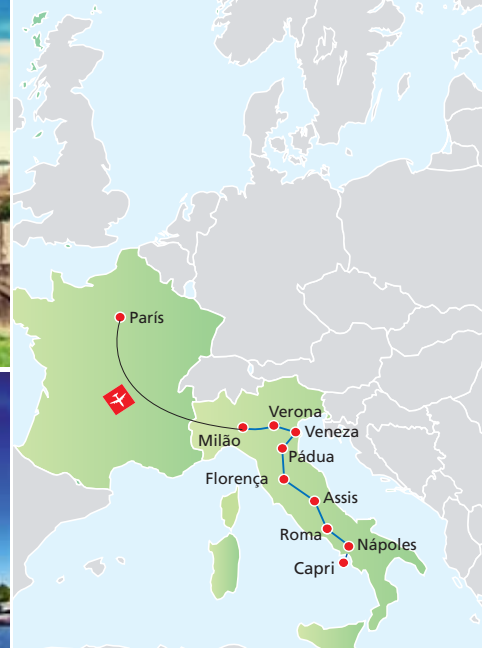 París
Verona
Veneza
Milão
Pádua
Florença
Assis
Roma
Nápoles
Capri